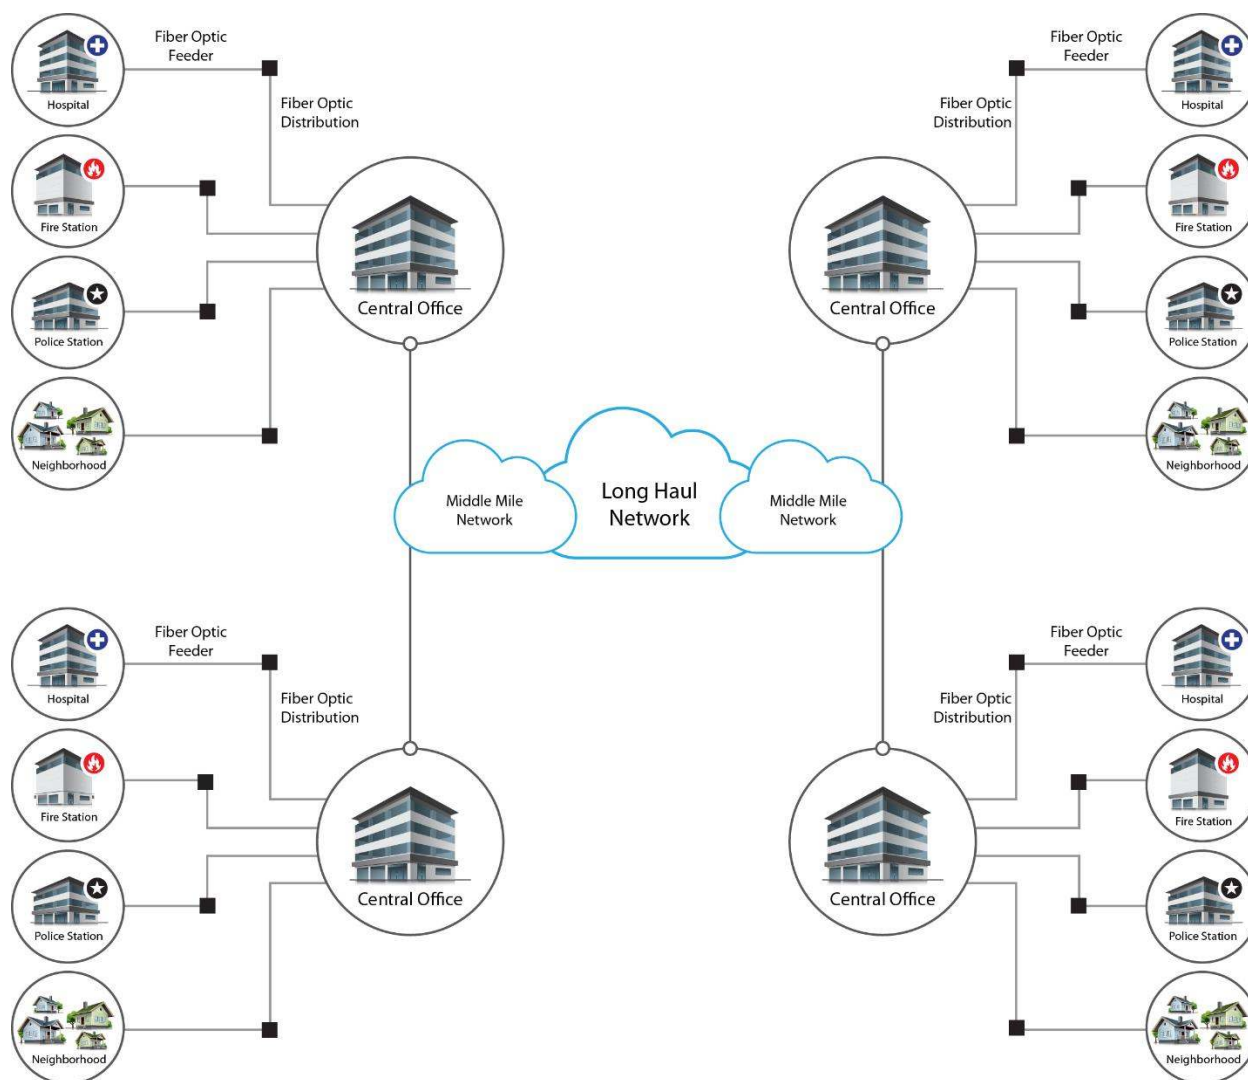 Fiber Optic
Feeder
Hospital
Fiber Optic
Distribution
Fire Station
Police Station
Neighborhood
Central Office
Fiber Optic
Feeder
Hospital
Fiber Optic
Distribution
Fire Station
Police Station
Neighborhood
Central Office
Middle Mile
Network
Long Haul
Network
Middle Mile
Network
Fiber Optic
Feeder
Hospital
Fiber Optic
Distribution
Fire Station
Police Station
Neighborhood
Central Office
Fiber Optic
Feeder
Hospital
Fiber Optic
Distribution
Fire Station
Police Station
Neighborhood
Central Office